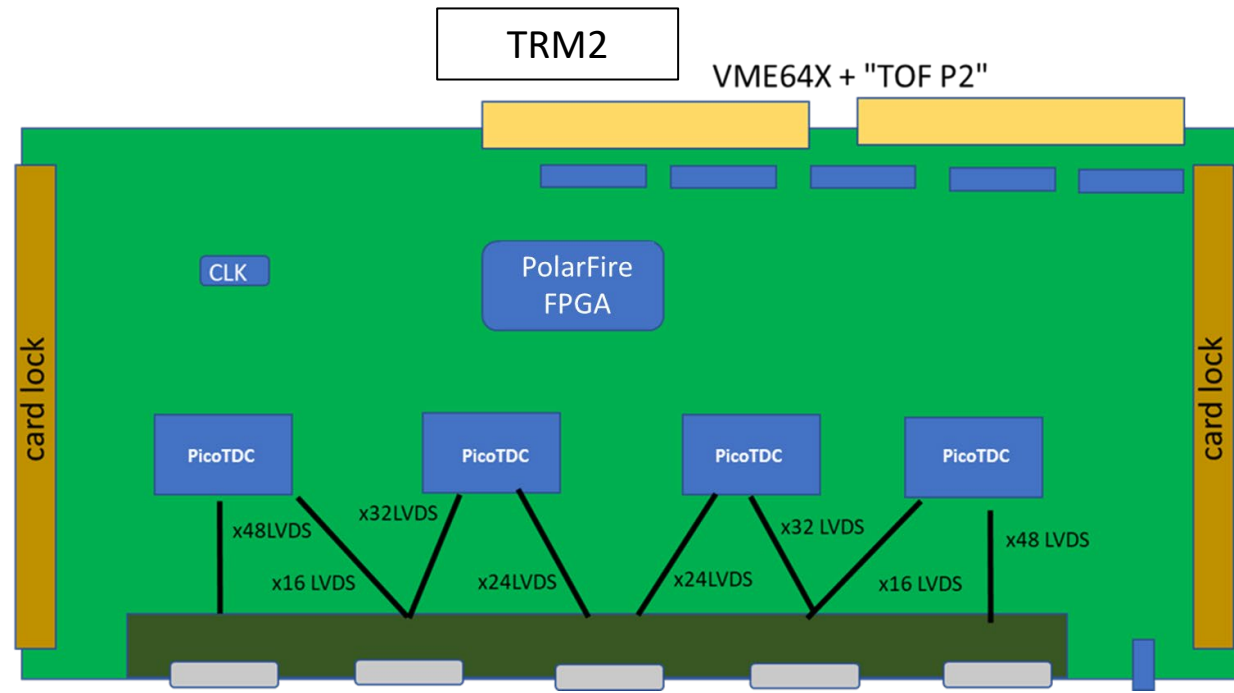 TRM2
VME64X + "TOF P2"
CLK
PolarFire
FPGA
card lock
card lock
PicoTDC
PicoTDC
PicoTDC
PicoTDC
x48LVDS
x32LVDS
x32 LVDS
x48 LVDS
x16 LVDS
x24LVDS
x24LVDS
x16 LVDS